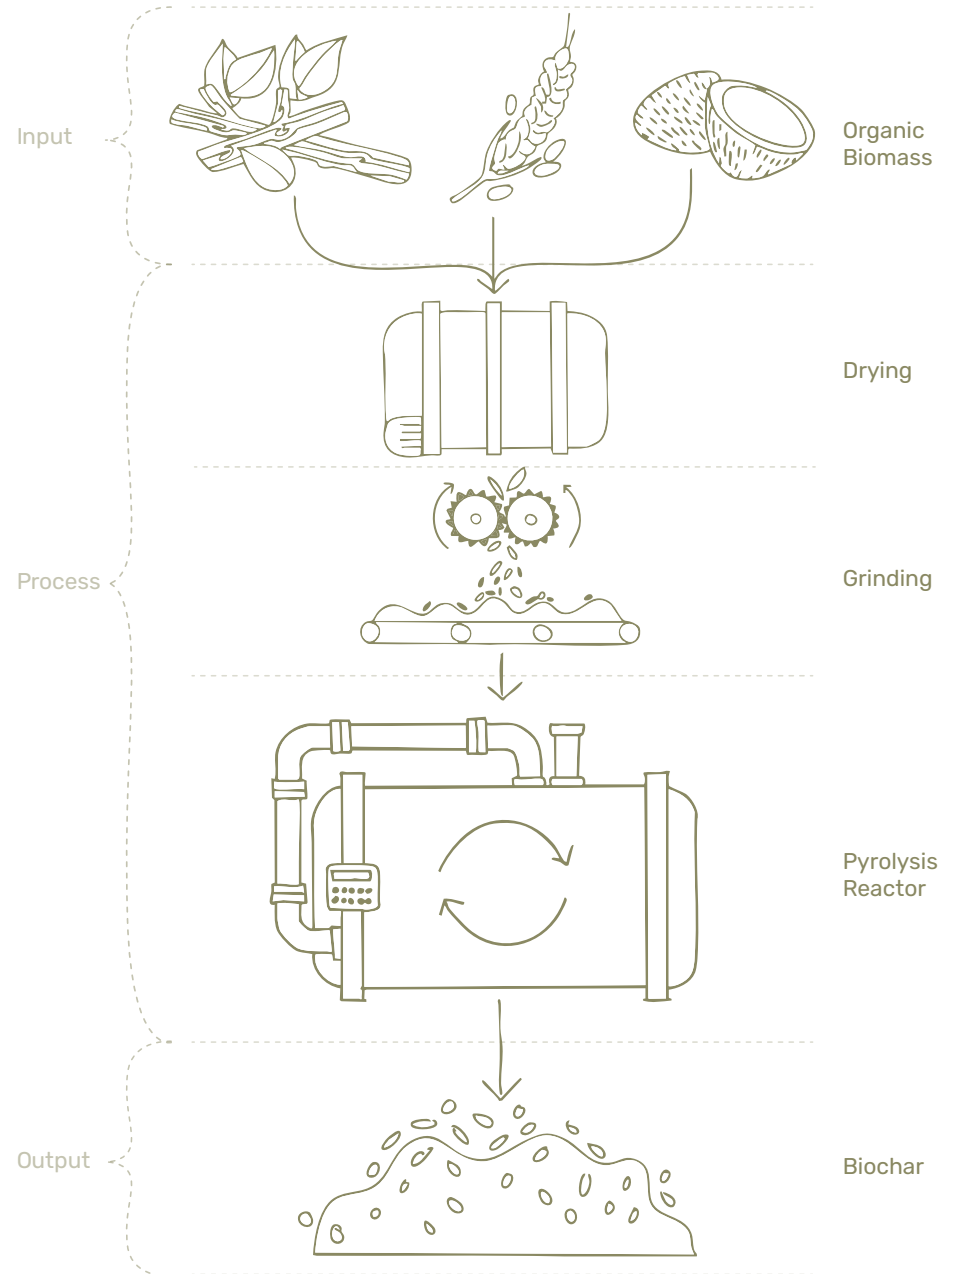 Input
Organic
Biomass
Drying
Process
Grinding
Pyrolysis
Reactor
Output
Biochar